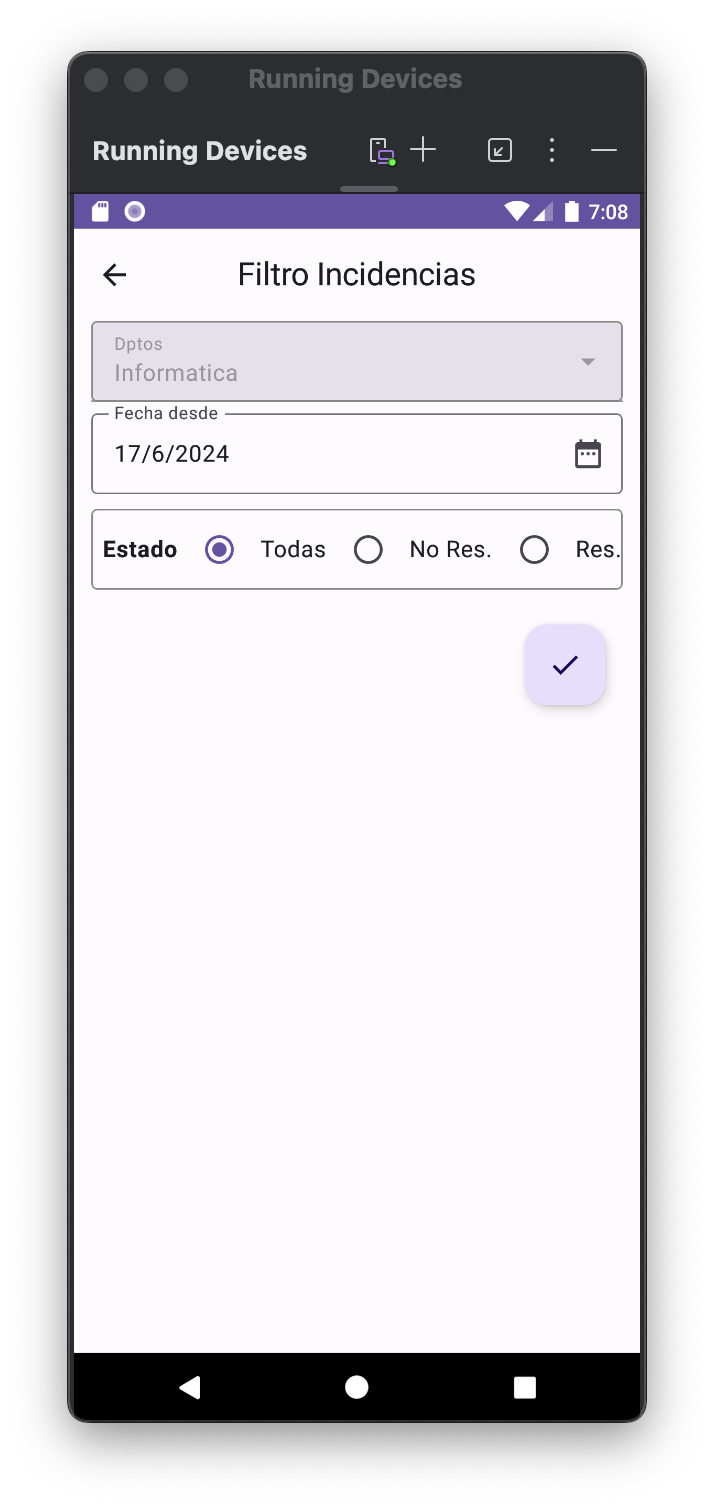 Running Devices
Running Devices
7:08
Filtro Incidencias
Dptos
Informatica
Fecha desde
17/6/2024
Estado Todas No Res. Res.